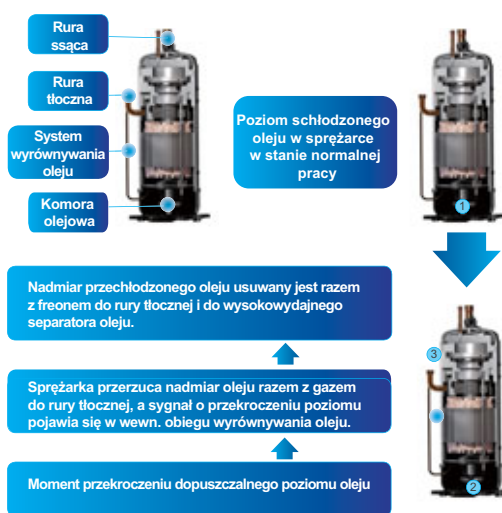 Rura
ssąca
Rura
tłoczna
System
wyrównywania
oleju
Komora
olejowa
Poziom schłodzonego
oleju w sprężarce
w stanie normalnej
pracy
1
Nadmiar przechłodzonego oleju usuwany jest razem
z freonem do rury tłocznej i do wysokowydajnego
separatora oleju.
3
Sprężarka przerzuca nadmiar oleju razem z gazem
do rury tłocznej, a sygnał o przekroczeniu poziomu
pojawia się w wewn. obiegu wyrównywania oleju.
Moment przekroczeniu dopuszczalnego poziomu oleju
2